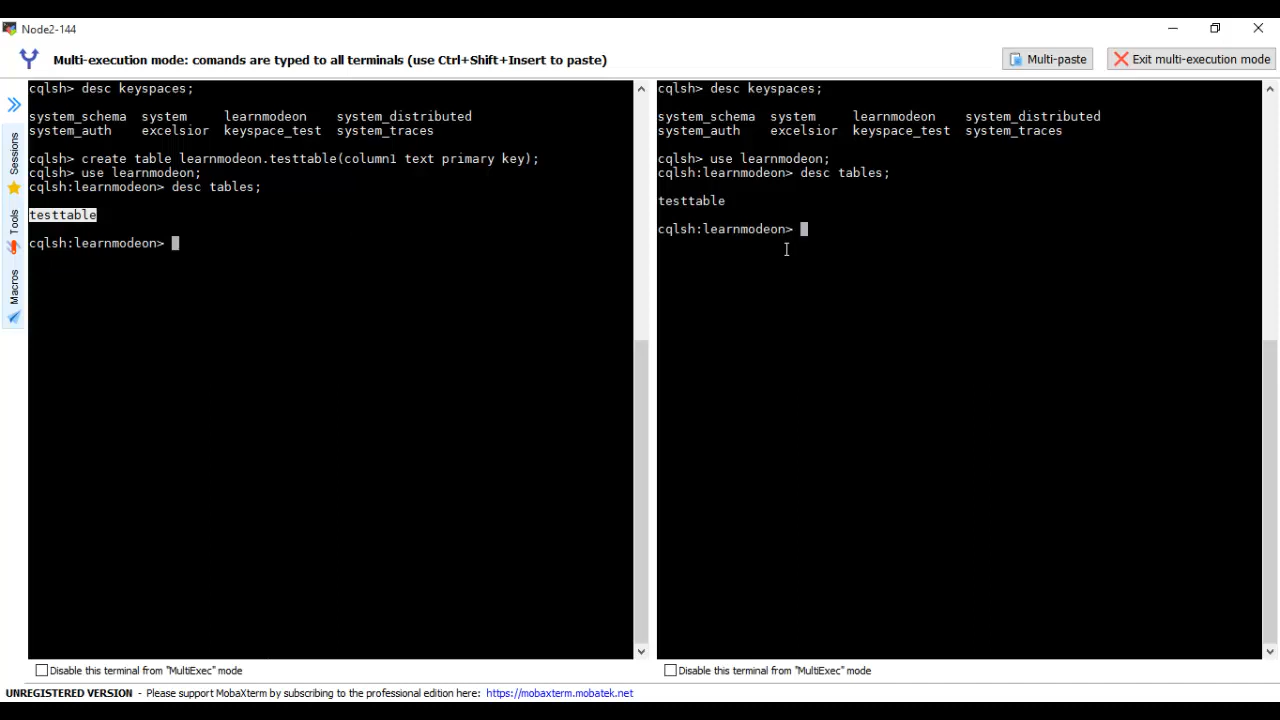 Node2-144
Multi-execution mode: comands are typed to all terminals (use Ctrl+Shift+Insert to paste)
Multi-paste
Exit multi-execution mode
Sessions
Tools
Macros
cqlsh> desc keyspaces;
system_schema system learnmodeon system_distributed
system_auth excelsior keyspace_test system_traces
cqlsh> create table learnmodeon.testtable(column1 text primary key);
cqlsh> use learnmodeon;
cqlsh:learnmodeon> desc tables;
testtable
cqlsh:learnmodeon>
Disable this terminal from "MultiExec" mode
cqlsh> desc keyspaces;
system_schema system learnmodeon system_distributed
system_auth excelsior keyspace_test system_traces
cqlsh> use learnmodeon;
cqlsh:learnmodeon> desc tables;
testtable
cqlsh:learnmodeon>
Disable this terminal from "MultiExec" mode
UNREGISTERED VERSION - Please support MobaXterm by subscribing to the professional edition here: https://mobaxterm.mobatek.net